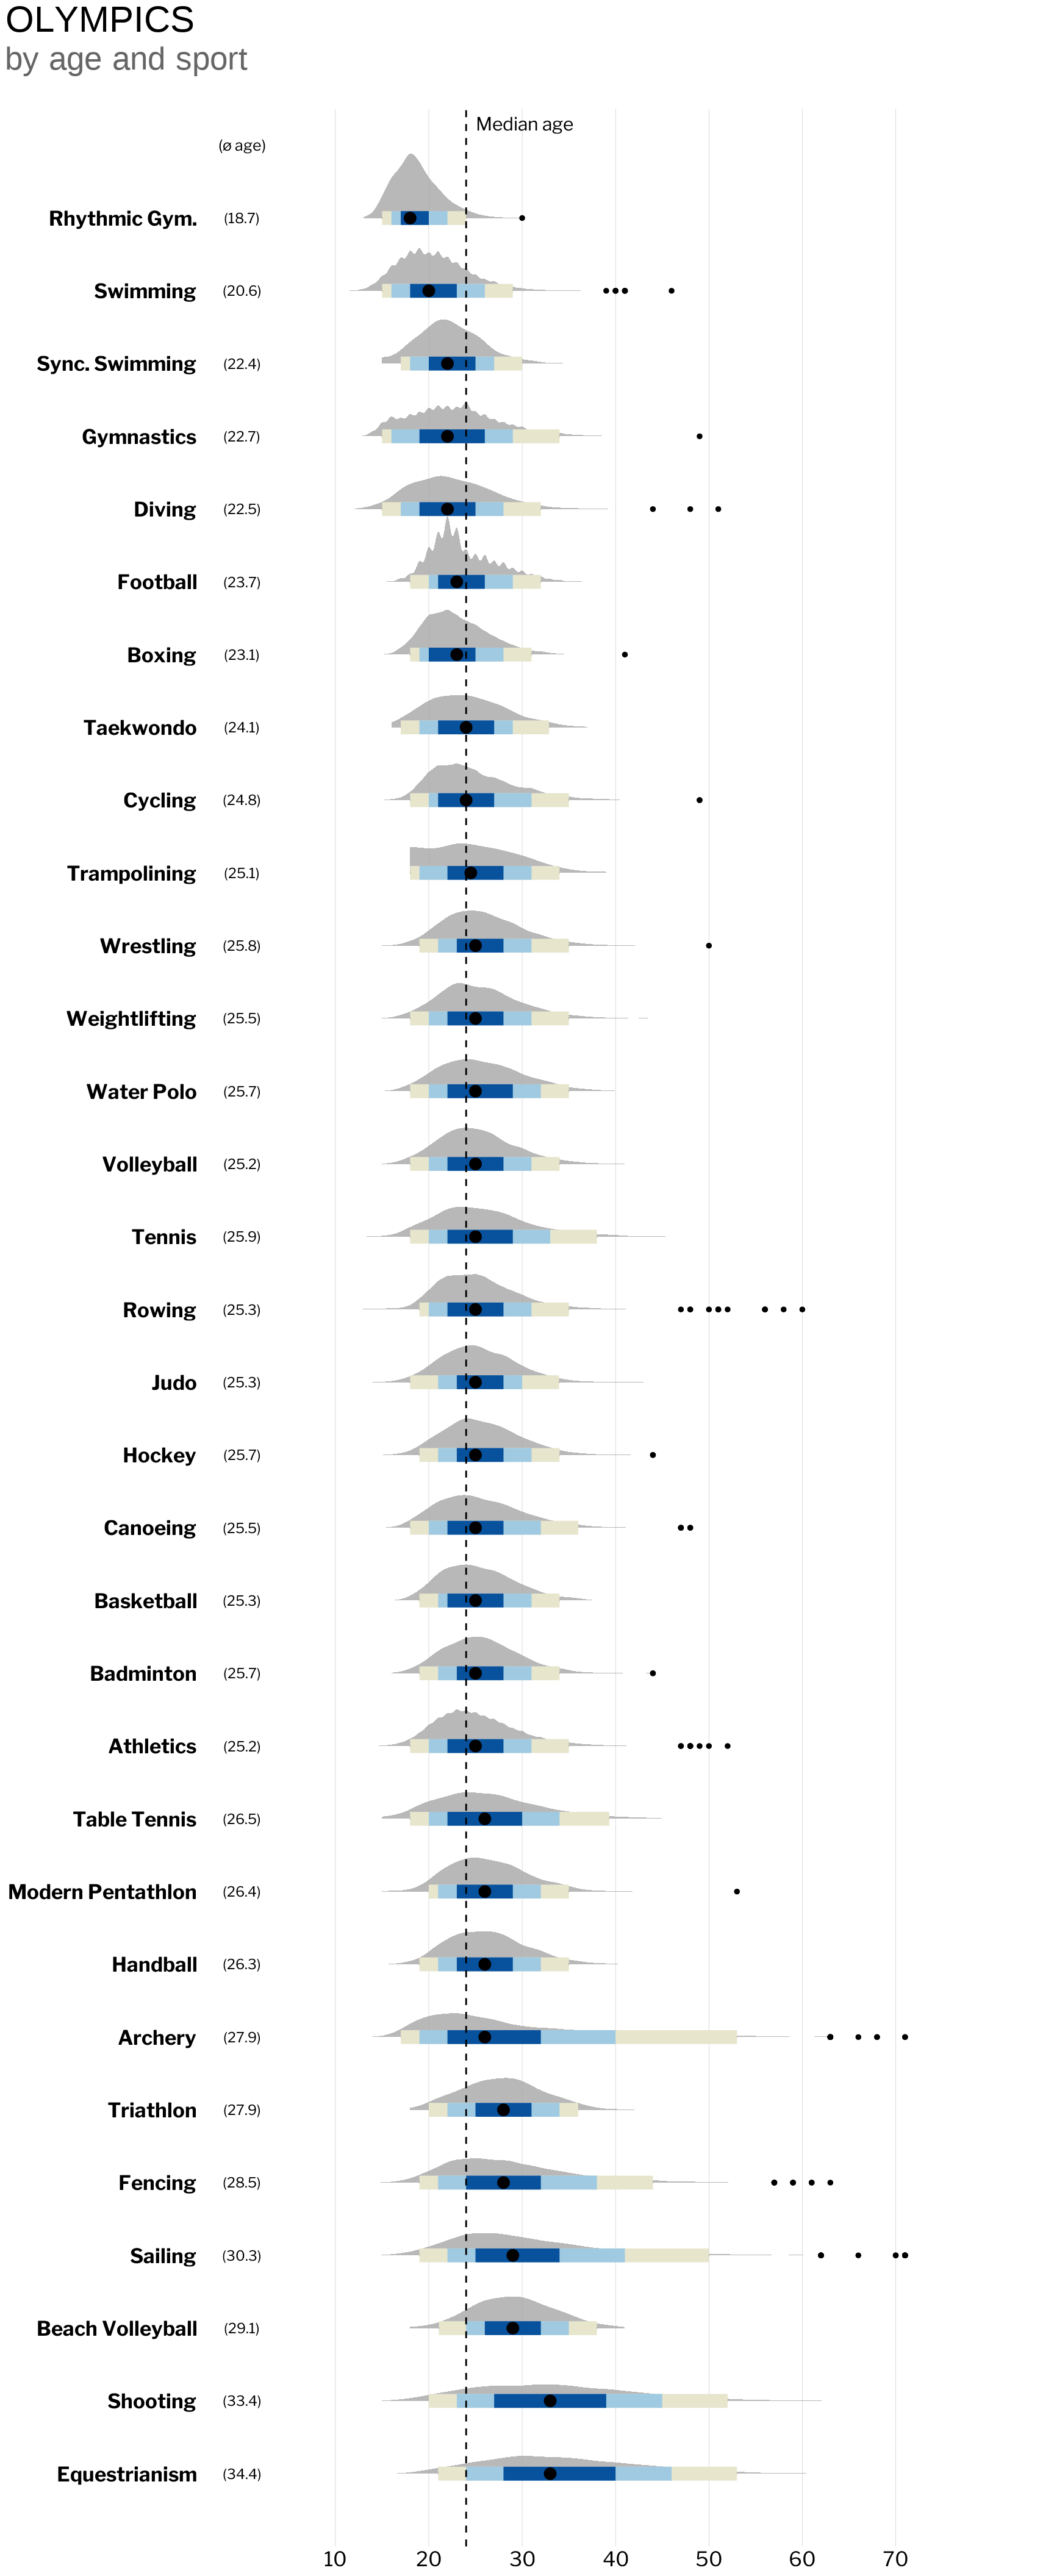 OLYMPICS
by age and sport
Median age
(ø age)
Rhythmic Gym. (18.7)
Swimming (20.6)
Sync. Swimming (22.4)
Gymnastics (22.7)
Diving (22.5)
Football (23.7)
Boxing (23.1)
Taekwondo (24.1)
Cycling (24.8)
Trampolining (25.1)
Wrestling (25.8)
Weightlifting (25.5)
Water Polo (25.7)
Volleyball (25.2)
Tennis (25.9)
Rowing (25.3)
Judo (25.3)
Hockey (25.7)
Canoeing (25.5)
Basketball (25.3)
Badminton (25.7)
Athletics (25.2)
Table Tennis (26.5)
Modern Pentathlon (26.4)
Handball (26.3)
Archery (27.9)
Triathlon (27.9)
Fencing (28.5)
Sailing (30.3)
Beach Volleyball (29.1)
Shooting (33.4)
Equestrianism (34.4)
10 20 30 40 50 60 70